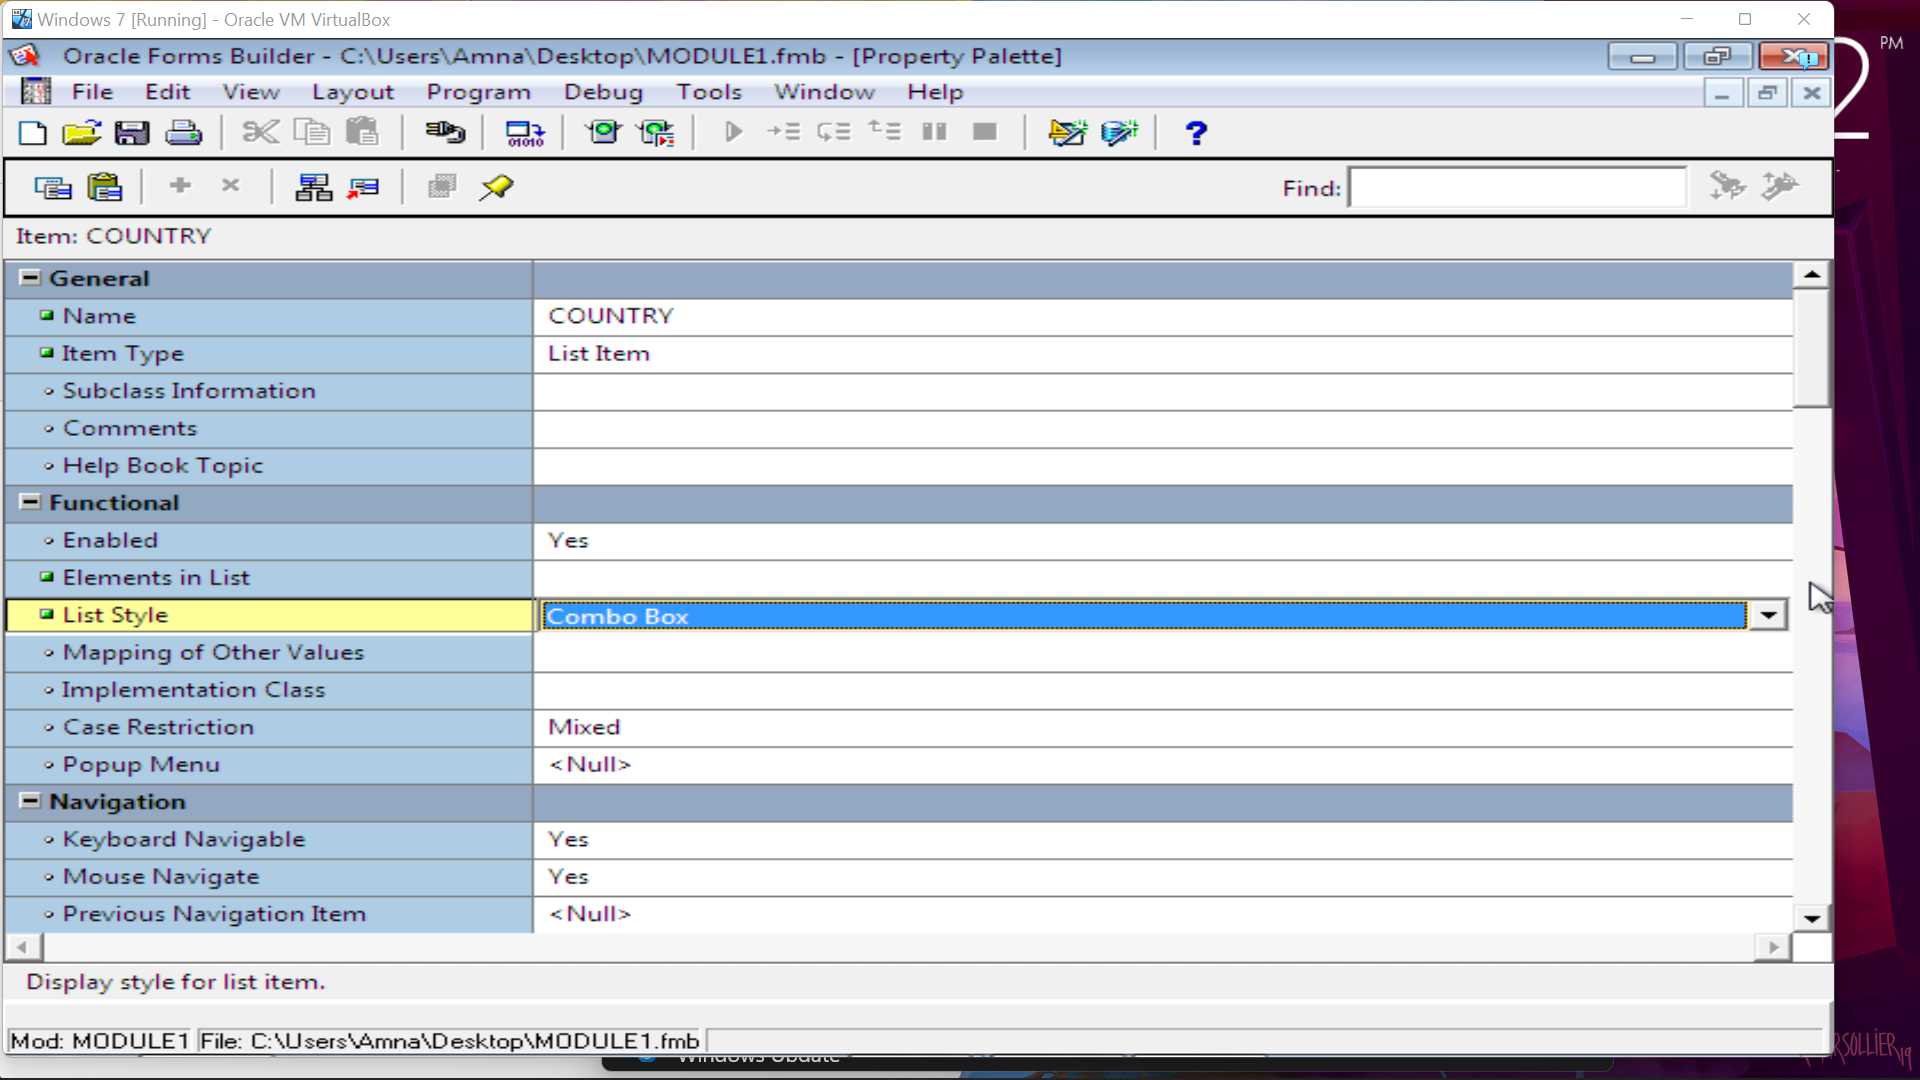 Windows 7 [Running] - Oracle VM VirtualBox
PM
Oracle Forms Builder - C:\Users\Amna\Desktop\MODULE1.fmb - [Property Palette]
2
File Edit View Layout Program Debug Tools Window Help
01010
Find:
Item: COUNTRY
General
Name COUNTRY
Item Type List Item
Subclass Information
Comments
Help Book Topic
Functional
Enabled Yes
Elements in List
List Style Combo Box
Mapping of Other Values
Implementation Class
Case Restriction Mixed
Popup Menu <Null>
Navigation
Keyboard Navigable Yes
Mouse Navigate Yes
Previous Navigation Item <Null>
Display style for list item.
Mod: MODULE1 File: C:\Users\Amna\Desktop\MODULE1.fmb
Windows Update